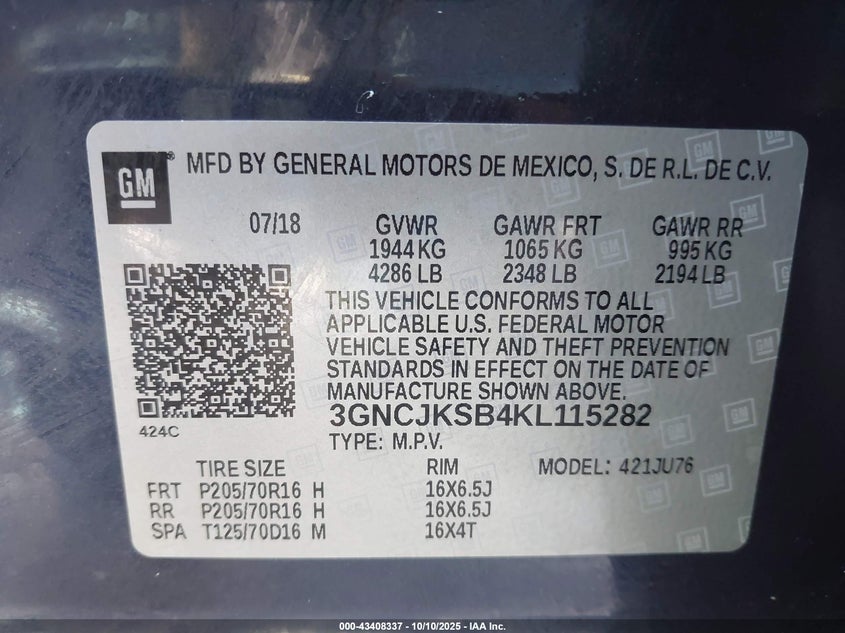 GM
MFD BY GENERAL MOTORS DE MEXICO, S. DE R.L. DE C.V.
07/18 GVWR GAWR FRT GAWR RR
1944 KG 1065 KG 995 KG
4286 LB 2348 LB 2194 LB
THIS VEHICLE CONFORMS TO ALL
APPLICABLE U.S. FEDERAL MOTOR
VEHICLE SAFETY AND THEFT PREVENTION
STANDARDS IN EFFECT ON THE DATE OF
MANUFACTURE SHOWN ABOVE.
424C 3GNCJKSB4KL115282
TYPE: M.P.V.
TIRE SIZE RIM MODEL: 421JU76
FRT P205/70R16 H 16X6.5J
RR P205/70R16 H 16X6.5J
SPA T125/70D16 M 16X4T
000-43408337 - 10/10/2025 - IAA Inc.